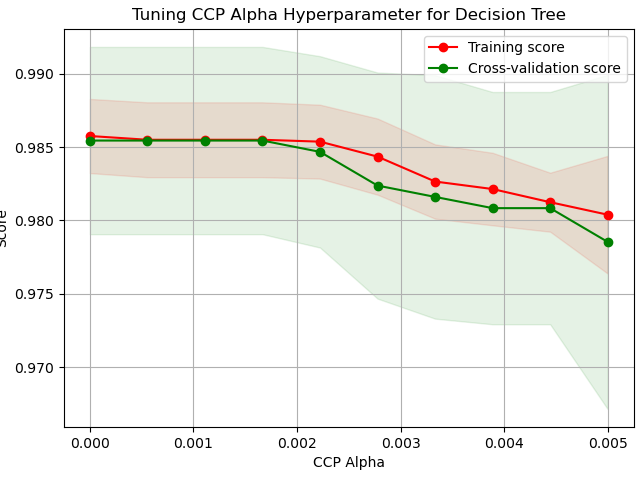 Tuning CCP Alpha Hyperparameter for Decision Tree
Training score
Cross-validation score
0.990
0.985
0.980
0.975
0.970
Score
0.000
0.001
0.002
0.003
0.004
0.005
CCP Alpha